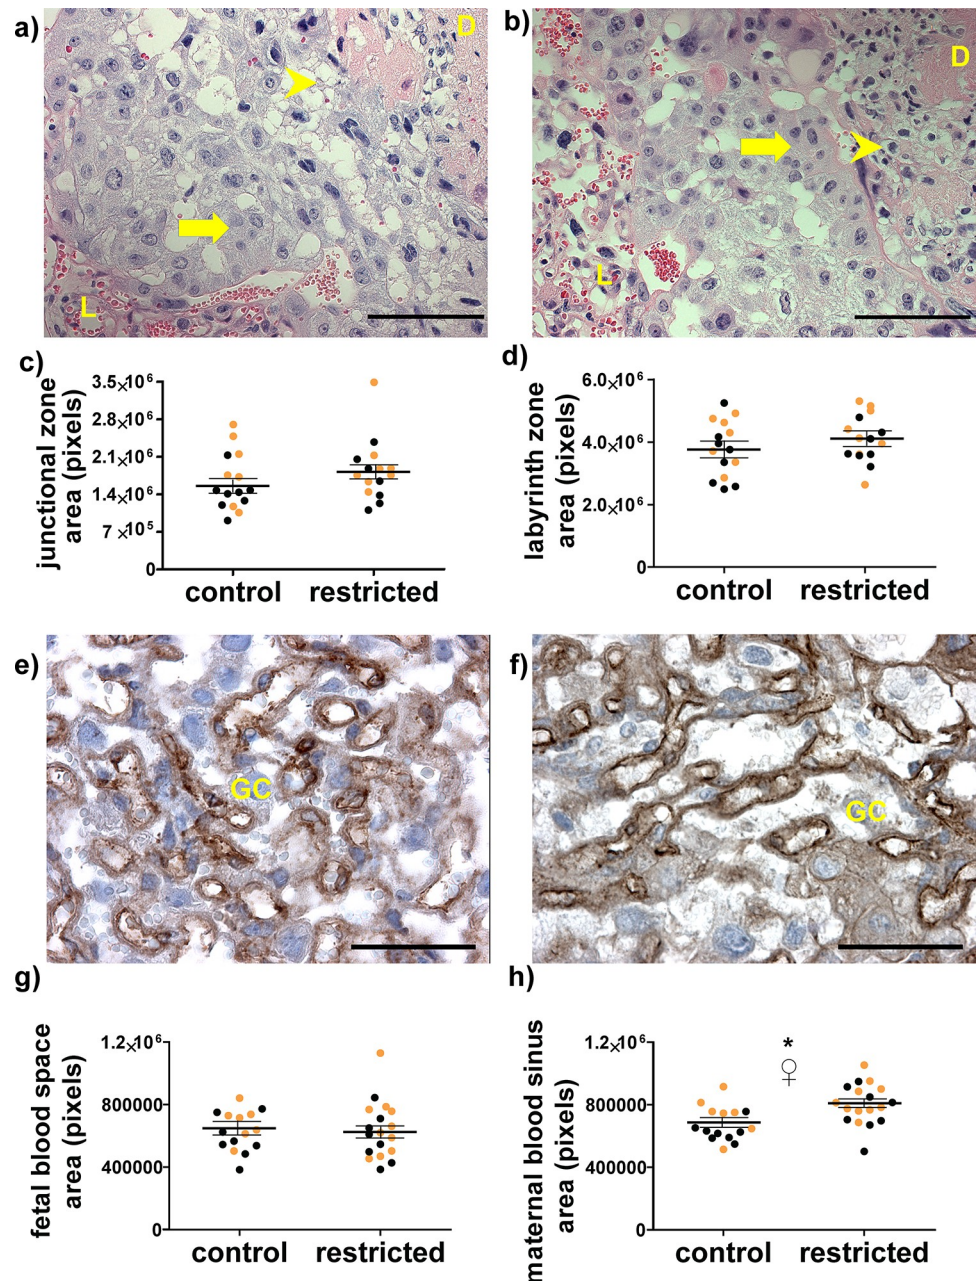 a)
D
L
b)
D
L
c)
junctional zone
area (pixels)
3.5×10⁶
2.8×10⁶
2.1×10⁶
1.4×10⁶
7×10⁵
0
control restricted
d)
labyrinth zone
area (pixels)
6.0×10⁶
4.0×10⁶
2.0×10⁶
0
control restricted
e)
GC
f)
GC
g)
fetal blood space
area (pixels)
1.2×10⁶
800000
400000
0
control restricted
h)
maternal blood sinus
area (pixels)
1.2×10⁶
800000
400000
0
*
♀
control restricted